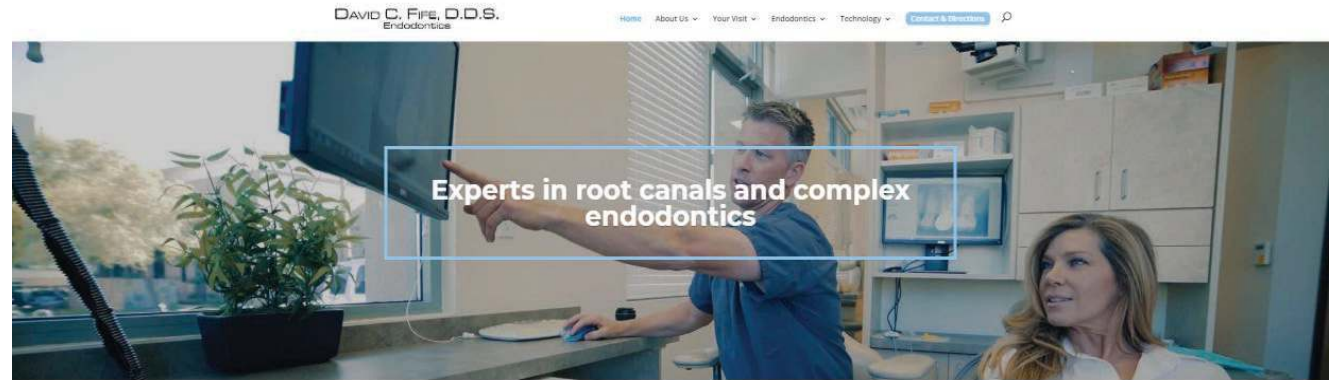 DAVID C. FIFE, D.D.S.
Endodontics
Home About Us Your Visit Endodontics Technology Contact & Directions
Experts in root canals and complex
endodontics